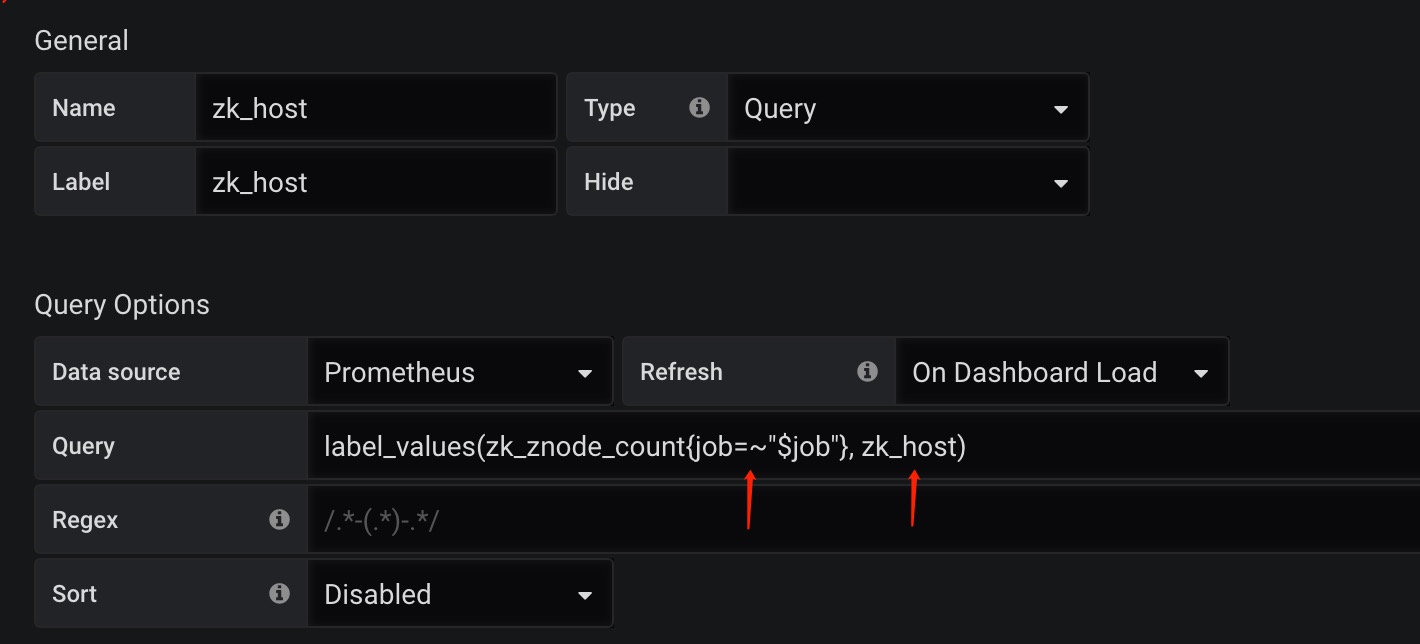 General
Name zk_host Type Query
Label zk_host Hide
Query Options
Data source Prometheus Refresh On Dashboard Load
Query label_values(zk_znode_count{job=~"$job"}, zk_host)
Regex /.*-(.*)-.*/
Sort Disabled